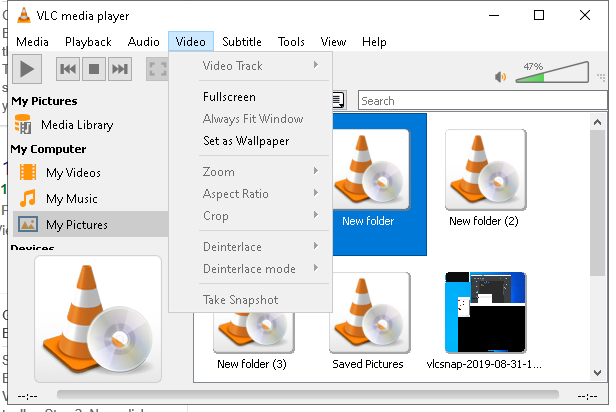 VLC media player
Media Playback Audio Video Subtitle Tools View Help
Video Track
Fullscreen
Always Fit Window
Set as Wallpaper
Zoom
Aspect Ratio
Crop
Deinterlace
Deinterlace mode
Take Snapshot
47%
My Pictures
Media Library
My Computer
My Videos
My Music
My Pictures
Devices
Search
New folder
New folder (2)
New folder (3)
Saved Pictures
vlcsnap-2019-08-31-1...
--:--
--:--